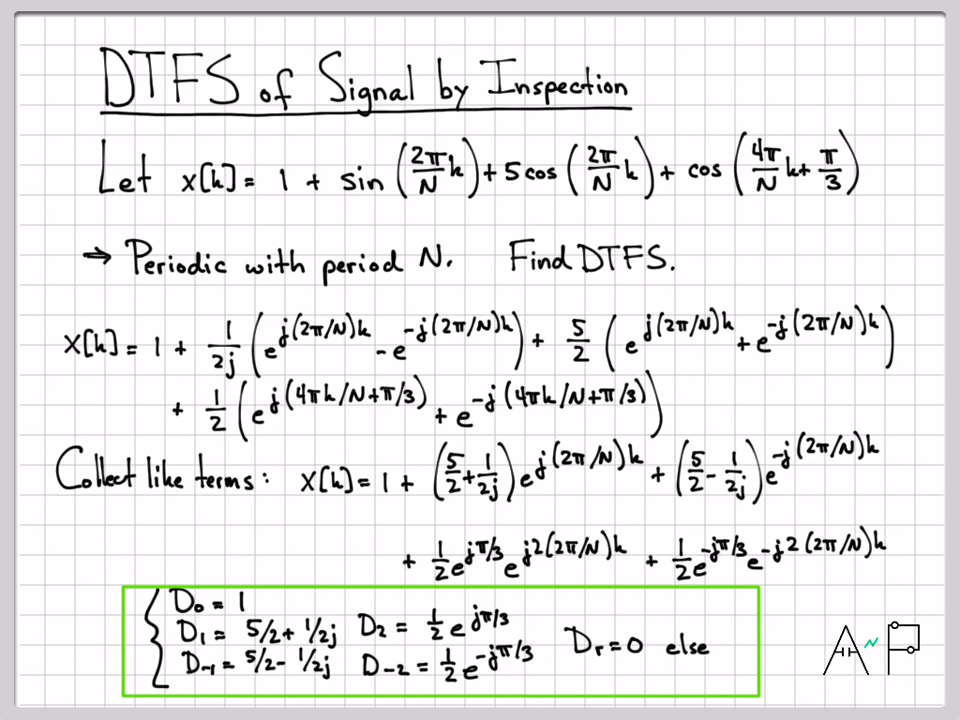 DTFS of Signal by Inspection
Let x[k] = 1 + sin (2π/N k) + 5 cos (2π/N k) + cos (4π/N k + π/3)
→ Periodic with period N. Find DTFS.
x[k] = 1 + 1/2j (e^{j(2π/N)k} - e^{-j(2π/N)k}) + 5/2 (e^{j(2π/N)k} + e^{-j(2π/N)k})
+ 1/2 (e^{j(4πk/N+π/3)} + e^{-j(4πk/N+π/3)})
Collect like terms: x[k] = 1 + (5/2 + 1/2j) e^{j(2π/N)k} + (5/2 - 1/2j) e^{-j(2π/N)k}
+ 1/2 e^{jπ/3} e^{j2(2π/N)k} + 1/2 e^{-jπ/3} e^{-j2(2π/N)k}
D₀ = 1
D₁ = 5/2 + 1/2j D₂ = 1/2 e^{jπ/3} Dᵣ = 0 else
D₋₁ = 5/2 - 1/2j D₋₂ = 1/2 e^{-jπ/3}
A P